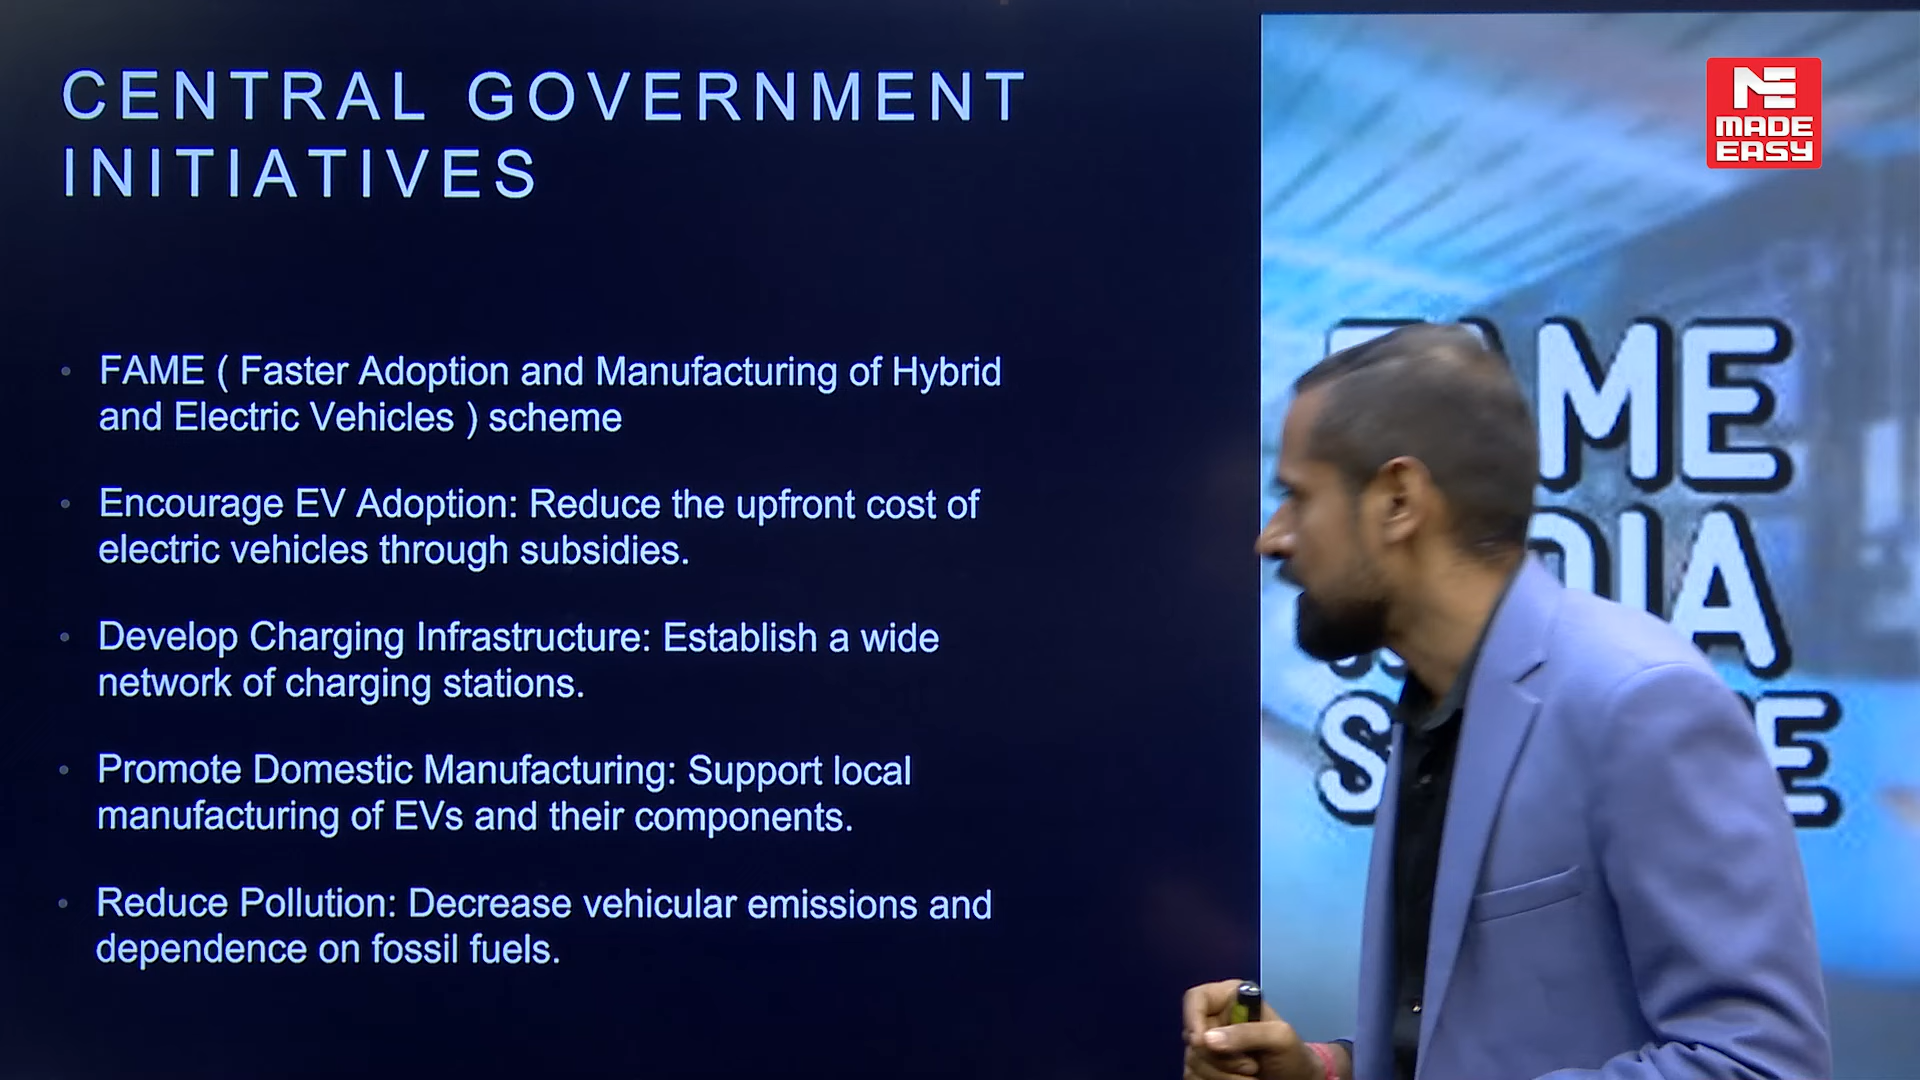 CENTRAL GOVERNMENT
INITIATIVES
FAME ( Faster Adoption and Manufacturing of Hybrid
and Electric Vehicles ) scheme
Encourage EV Adoption: Reduce the upfront cost of
electric vehicles through subsidies.
Develop Charging Infrastructure: Establish a wide
network of charging stations.
Promote Domestic Manufacturing: Support local
manufacturing of EVs and their components.
Reduce Pollution: Decrease vehicular emissions and
dependence on fossil fuels.
ME
MADE
EASY